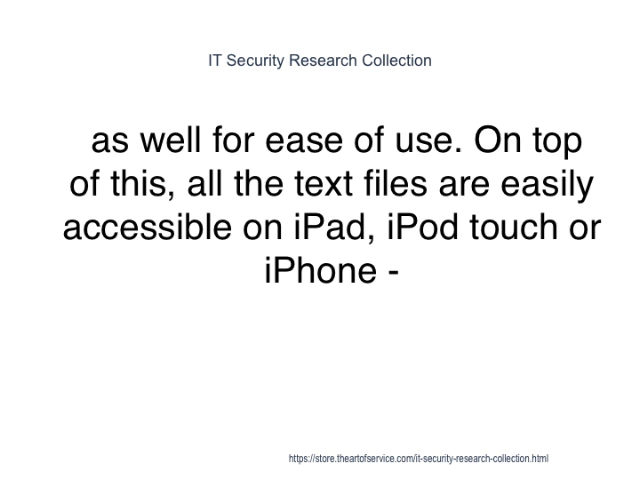 IT Security Research Collection
as well for ease of use. On top
of this, all the text files are easily
accessible on iPad, iPod touch or
iPhone -
https://store.theartofservice.com/it-security-research-collection.html